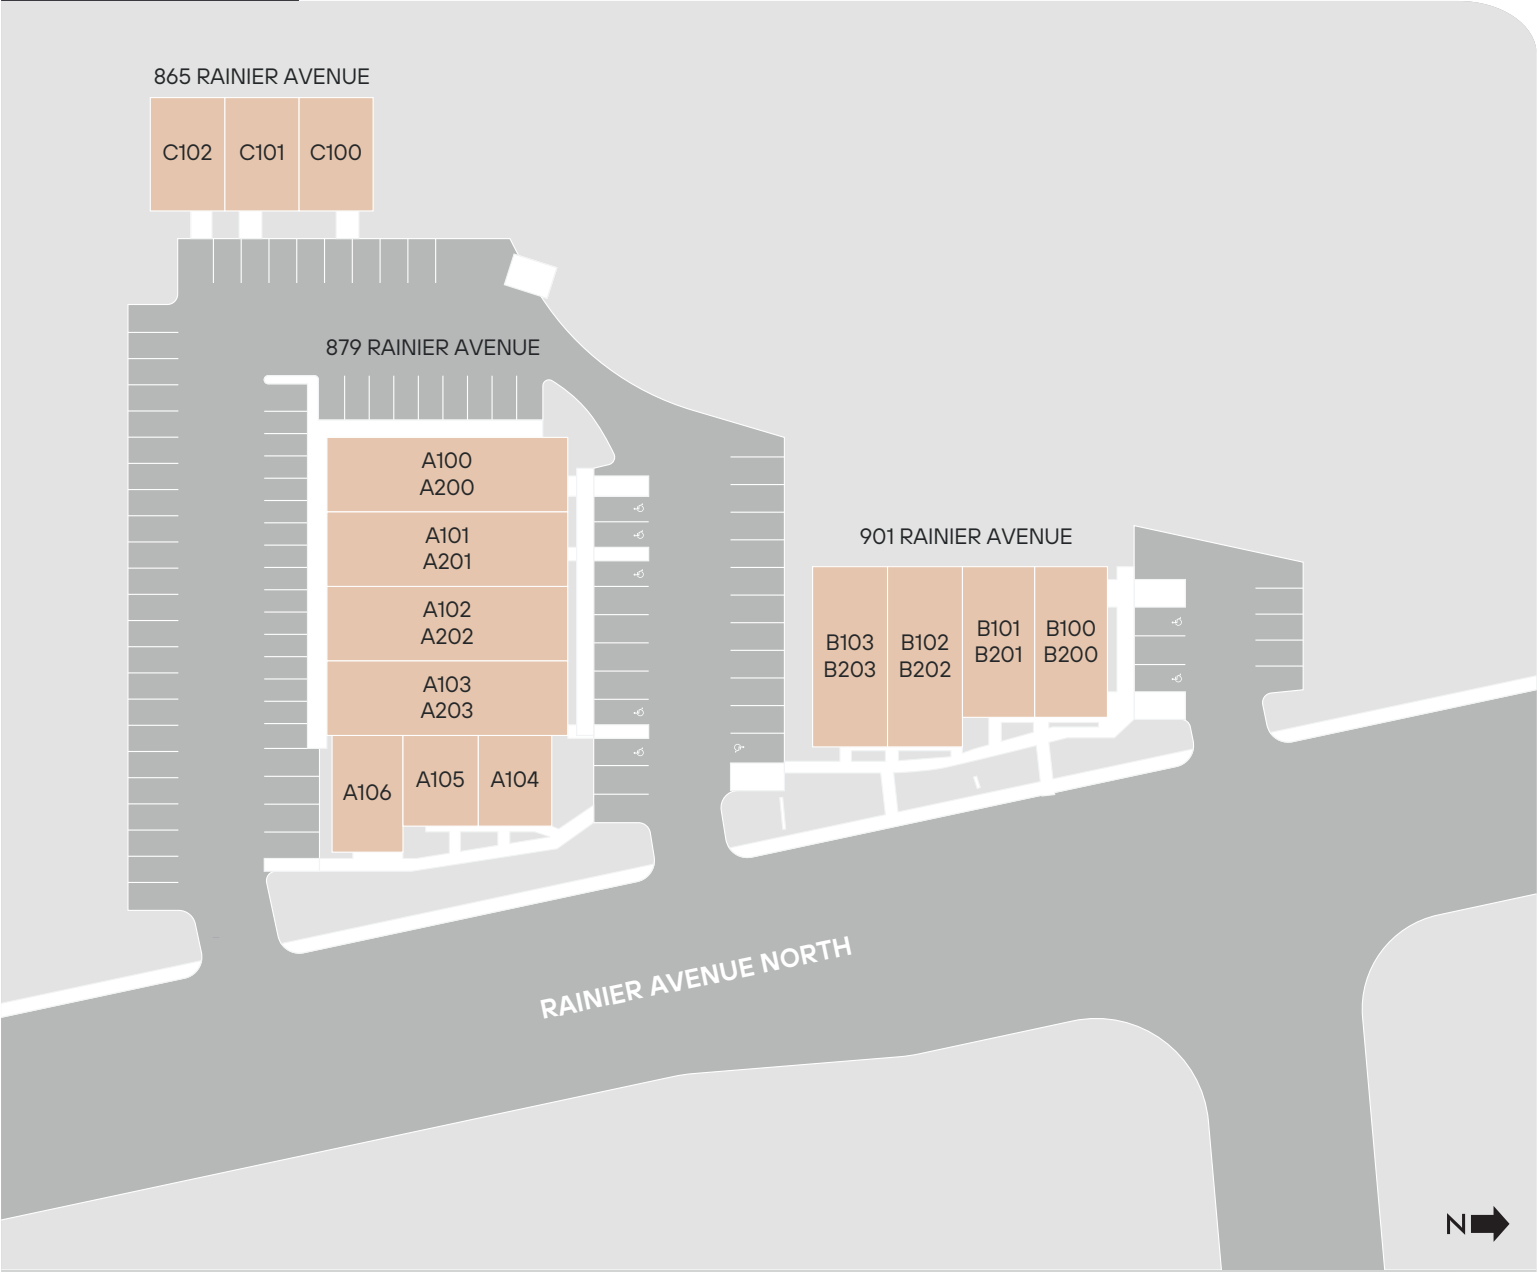 865 RAINIER AVENUE
C102
C101
C100
879 RAINIER AVENUE
A100
A200
A101
A201
A102
A202
A103
A203
A106
A105
A104
901 RAINIER AVENUE
B103
B203
B102
B202
B101
B201
B100
B200
RAINIER AVENUE NORTH
N